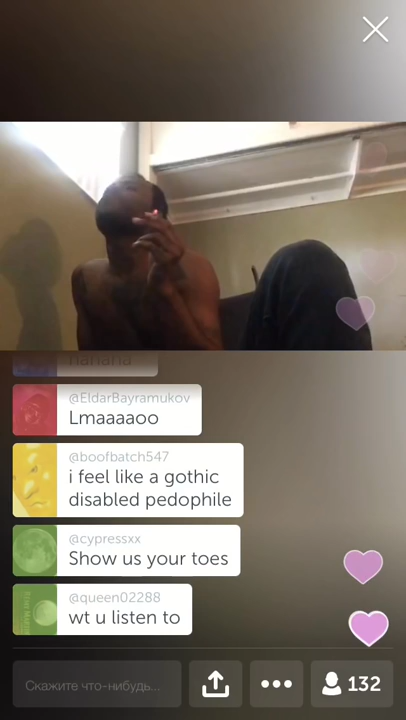 hahaha
@EldarBayramukov
Lmaaaaoo
@boofbatch547
i feel like a gothic
disabled pedophile
@cypressxx
Show us your toes
@queen02288
wt u listen to
Скажите что-нибудь...
132